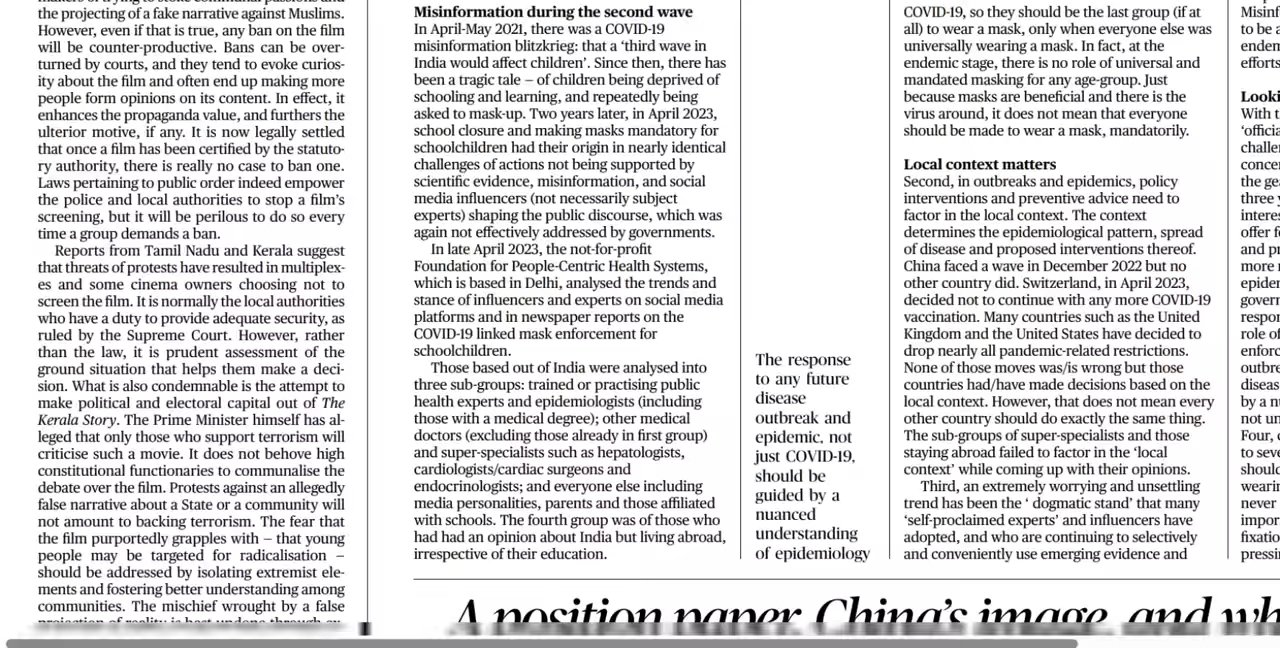 the projecting of a fake narrative against Muslims.
However, even if that is true, any ban on the film
will be counter-productive. Bans can be over-
turned by courts, and they tend to evoke curios-
ity about the film and often end up making more
people form opinions on its content. In effect, it
enhances the propaganda value, and furthers the
ulterior motive, if any. It is now legally settled
that once a film has been certified by the statuto-
ry authority, there is really no case to ban one.
Laws pertaining to public order indeed empower
the police and local authorities to stop a film's
screening, but it will be perilous to do so every
time a group demands a ban.
Reports from Tamil Nadu and Kerala suggest
that threats of protests have resulted in multiplex-
es and some cinema owners choosing not to
screen the film. It is normally the local authorities
who have a duty to provide adequate security, as
ruled by the Supreme Court. However, rather
than the law, it is prudent assessment of the
ground situation that helps them make a deci-
sion. What is also condemnable is the attempt to
make political and electoral capital out of The
Kerala Story. The Prime Minister himself has al-
leged that only those who support terrorism will
criticise such a movie. It does not behove high
constitutional functionaries to communalise the
debate over the film. Protests against an allegedly
false narrative about a State or a community will
not amount to backing terrorism. The fear that
the film purportedly grapples with – that young
people may be targeted for radicalisation –
should be addressed by isolating extremist ele-
ments and fostering better understanding among
communities. The mischief wrought by a false
Misinformation during the second wave
In April-May 2021, there was a COVID-19
misinformation blitzkrieg: that a ‘third wave in
India would affect children’. Since then, there has
been a tragic tale – of children being deprived of
schooling and learning, and repeatedly being
asked to mask-up. Two years later, in April 2023,
school closure and making masks mandatory for
schoolchildren had their origin in nearly identical
challenges of actions not being supported by
scientific evidence, misinformation, and social
media influencers (not necessarily subject
experts) shaping the public discourse, which was
again not effectively addressed by governments.
In late April 2023, the not-for-profit
Foundation for People-Centric Health Systems,
which is based in Delhi, analysed the trends and
stance of influencers and experts on social media
platforms and in newspaper reports on the
COVID-19 linked mask enforcement for
schoolchildren.
Those based out of India were analysed into
three sub-groups: trained or practising public
health experts and epidemiologists (including
those with a medical degree); other medical
doctors (excluding those already in first group)
and super-specialists such as hepatologists,
cardiologists/cardiac surgeons and
endocrinologists; and everyone else including
media personalities, parents and those affiliated
with schools. The fourth group was of those who
had had an opinion about India but living abroad,
irrespective of their education.
The response
to any future
disease
outbreak and
epidemic, not
just COVID-19,
should be
guided by a
nuanced
understanding
of epidemiology
COVID-19, so they should be the last group (if at
all) to wear a mask, only when everyone else was
universally wearing a mask. In fact, at the
endemic stage, there is no role of universal and
mandated masking for any age-group. Just
because masks are beneficial and there is the
virus around, it does not mean that everyone
should be made to wear a mask, mandatorily.
Local context matters
Second, in outbreaks and epidemics, policy
interventions and preventive advice need to
factor in the local context. The context
determines the epidemiological pattern, spread
of disease and proposed interventions thereof.
China faced a wave in December 2022 but no
other country did. Switzerland, in April 2023,
decided not to continue with any more COVID-19
vaccination. Many countries such as the United
Kingdom and the United States have decided to
drop nearly all pandemic-related restrictions.
None of those moves was/is wrong but those
countries had/have made decisions based on the
local context. However, that does not mean every
other country should do exactly the same thing.
The sub-groups of super-specialists and those
staying abroad failed to factor in the ‘local
context’ while coming up with their opinions.
Third, an extremely worrying and unsettling
trend has been the ‘ dogmatic stand’ that many
‘self-proclaimed experts’ and influencers have
adopted, and who are continuing to selectively
and conveniently use emerging evidence and
A position paper, China's image, and